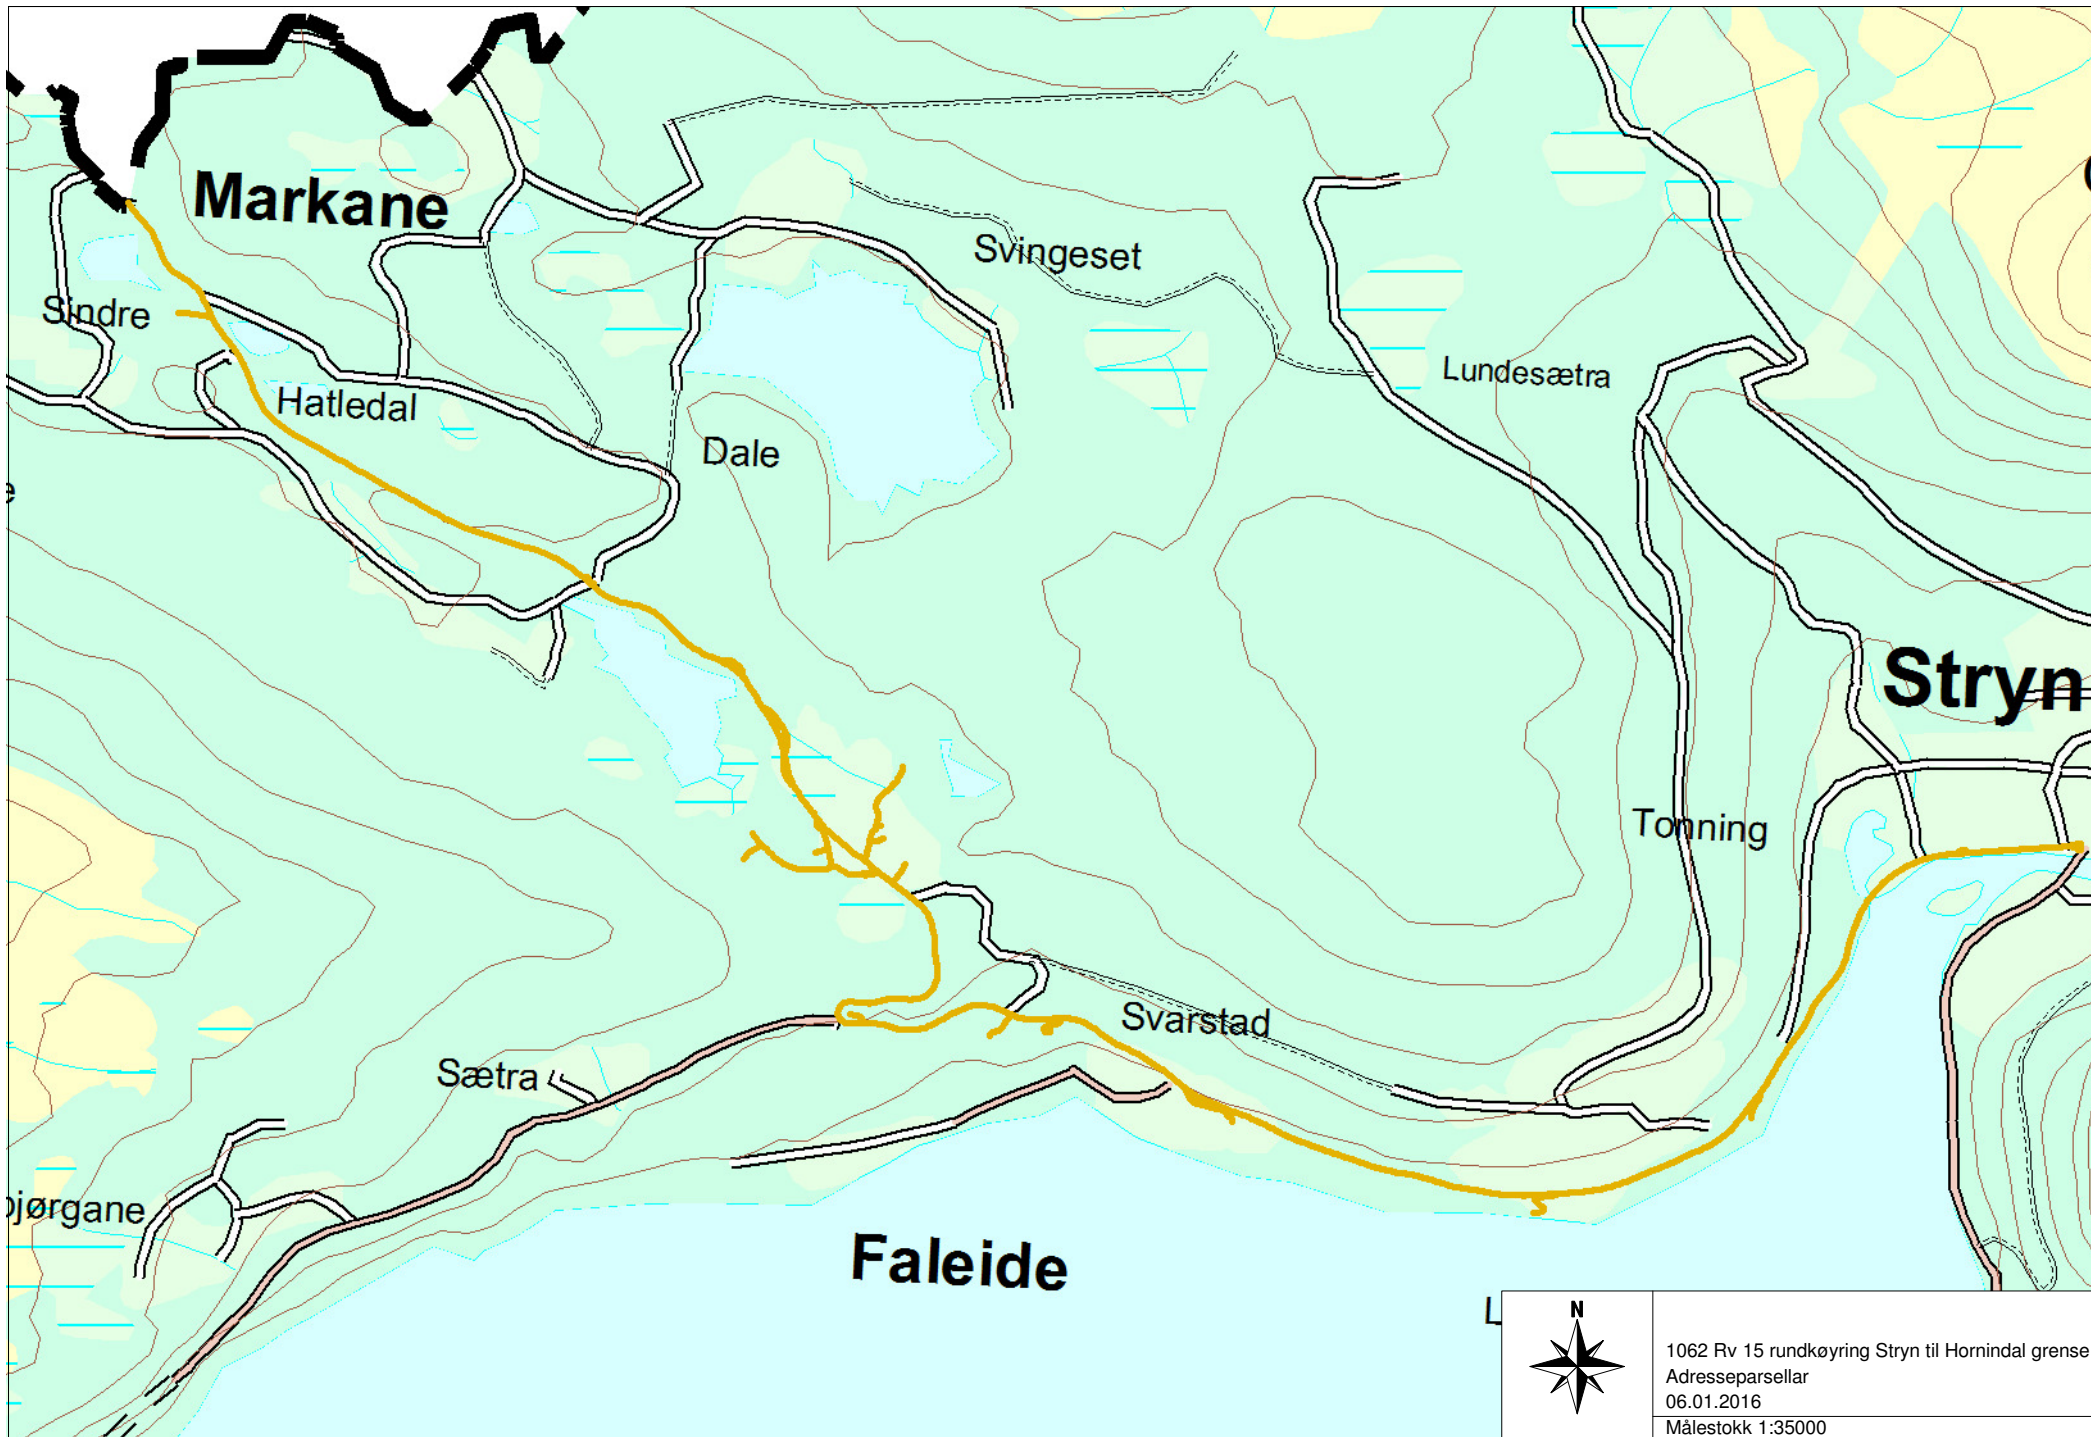 Markane
Svingeset
Sindre
Lundesætra
Hatledal
Dale
Stryn
Tonning
Svarstad
Sætra
jørgane
Faleide
L
N
1062 Rv 15 rundkøyring Stryn til Hornindal grense
Adresseparsellar
06.01.2016
Målestokk 1:35000